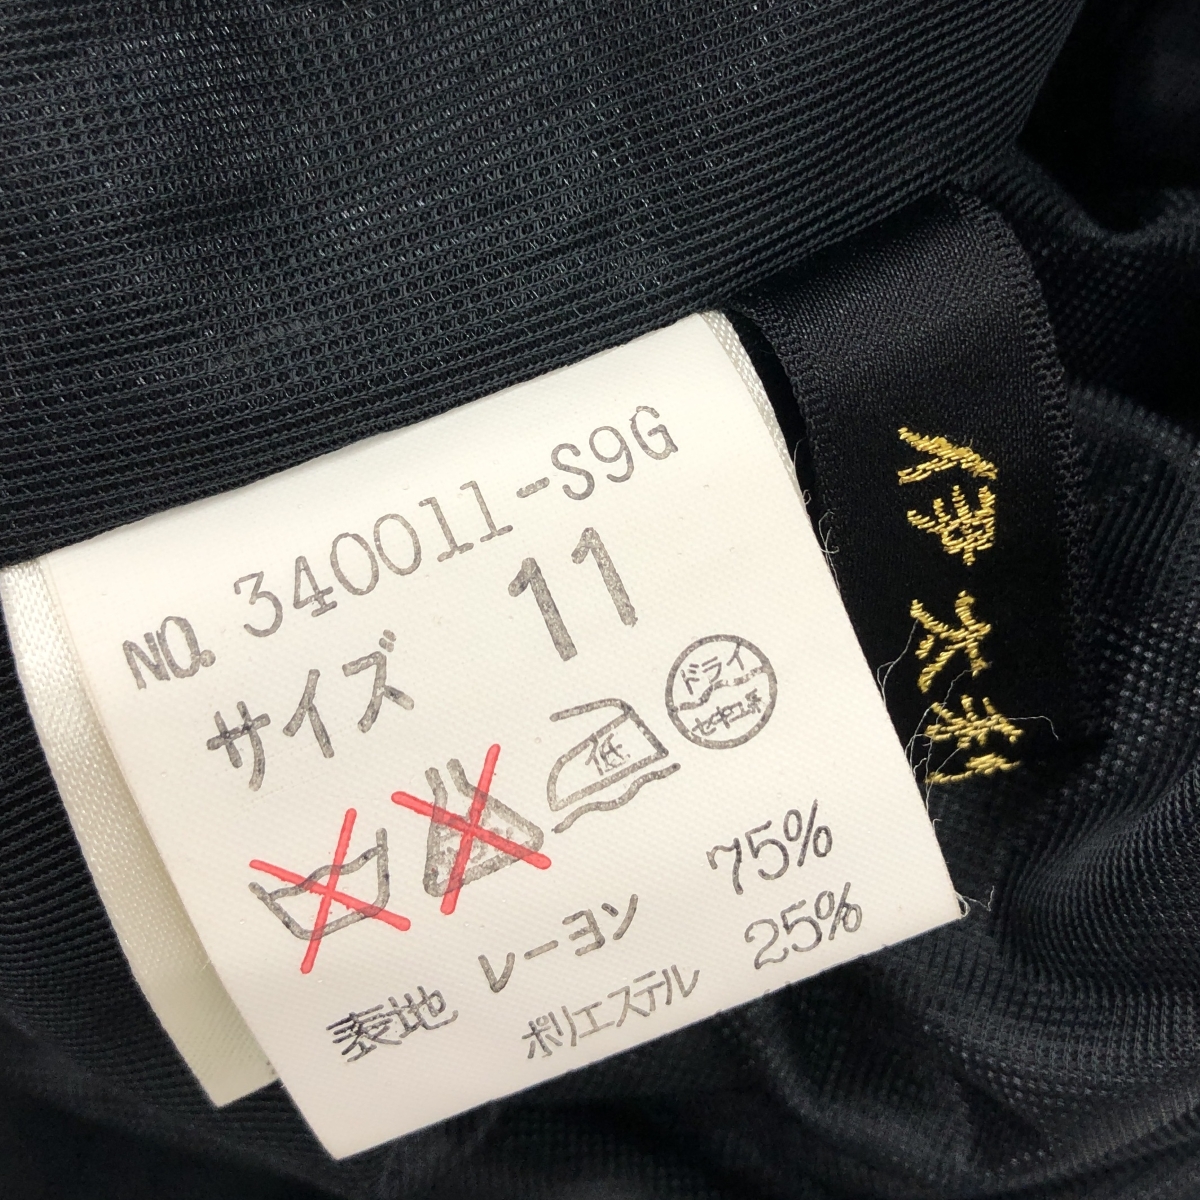 NO. 340011-S9G
サイズ 11
低
ドライ
セキユ系
表地 レーヨン 75%
ポリエステル 25%
伊太利